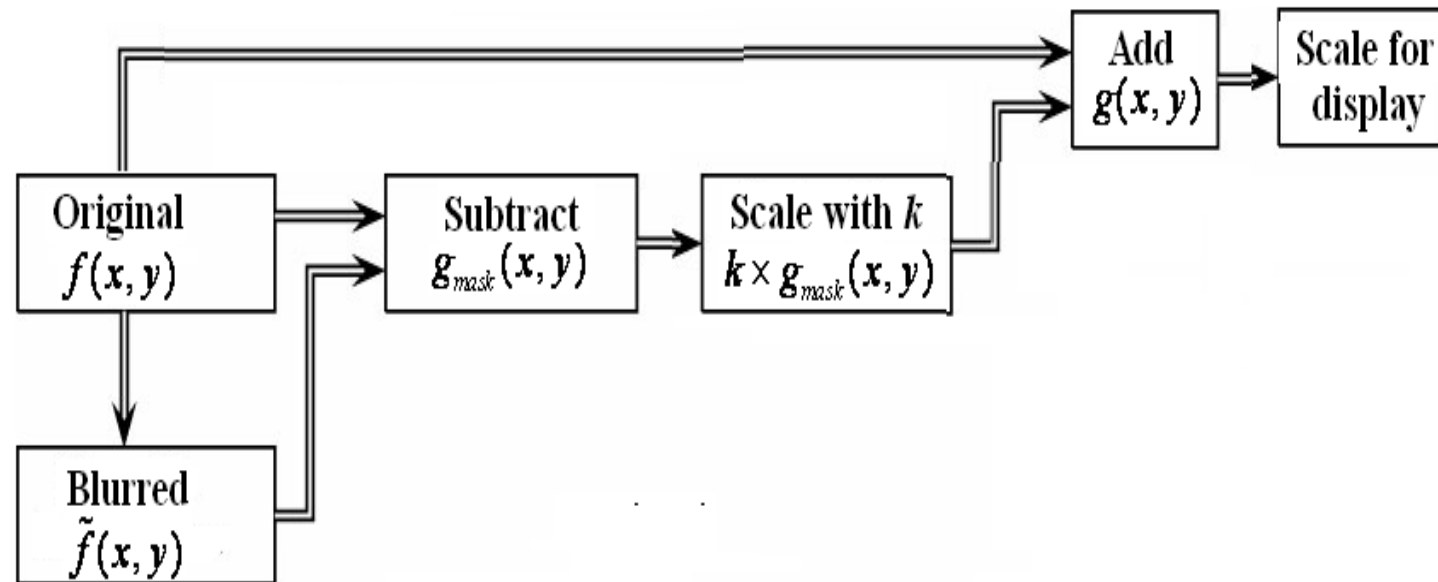 Add
g(x, y)
Scale for
display
Original
f(x, y)
Subtract
g_mask(x, y)
Scale with k
k × g_mask(x, y)
Blurred
f̃(x, y)